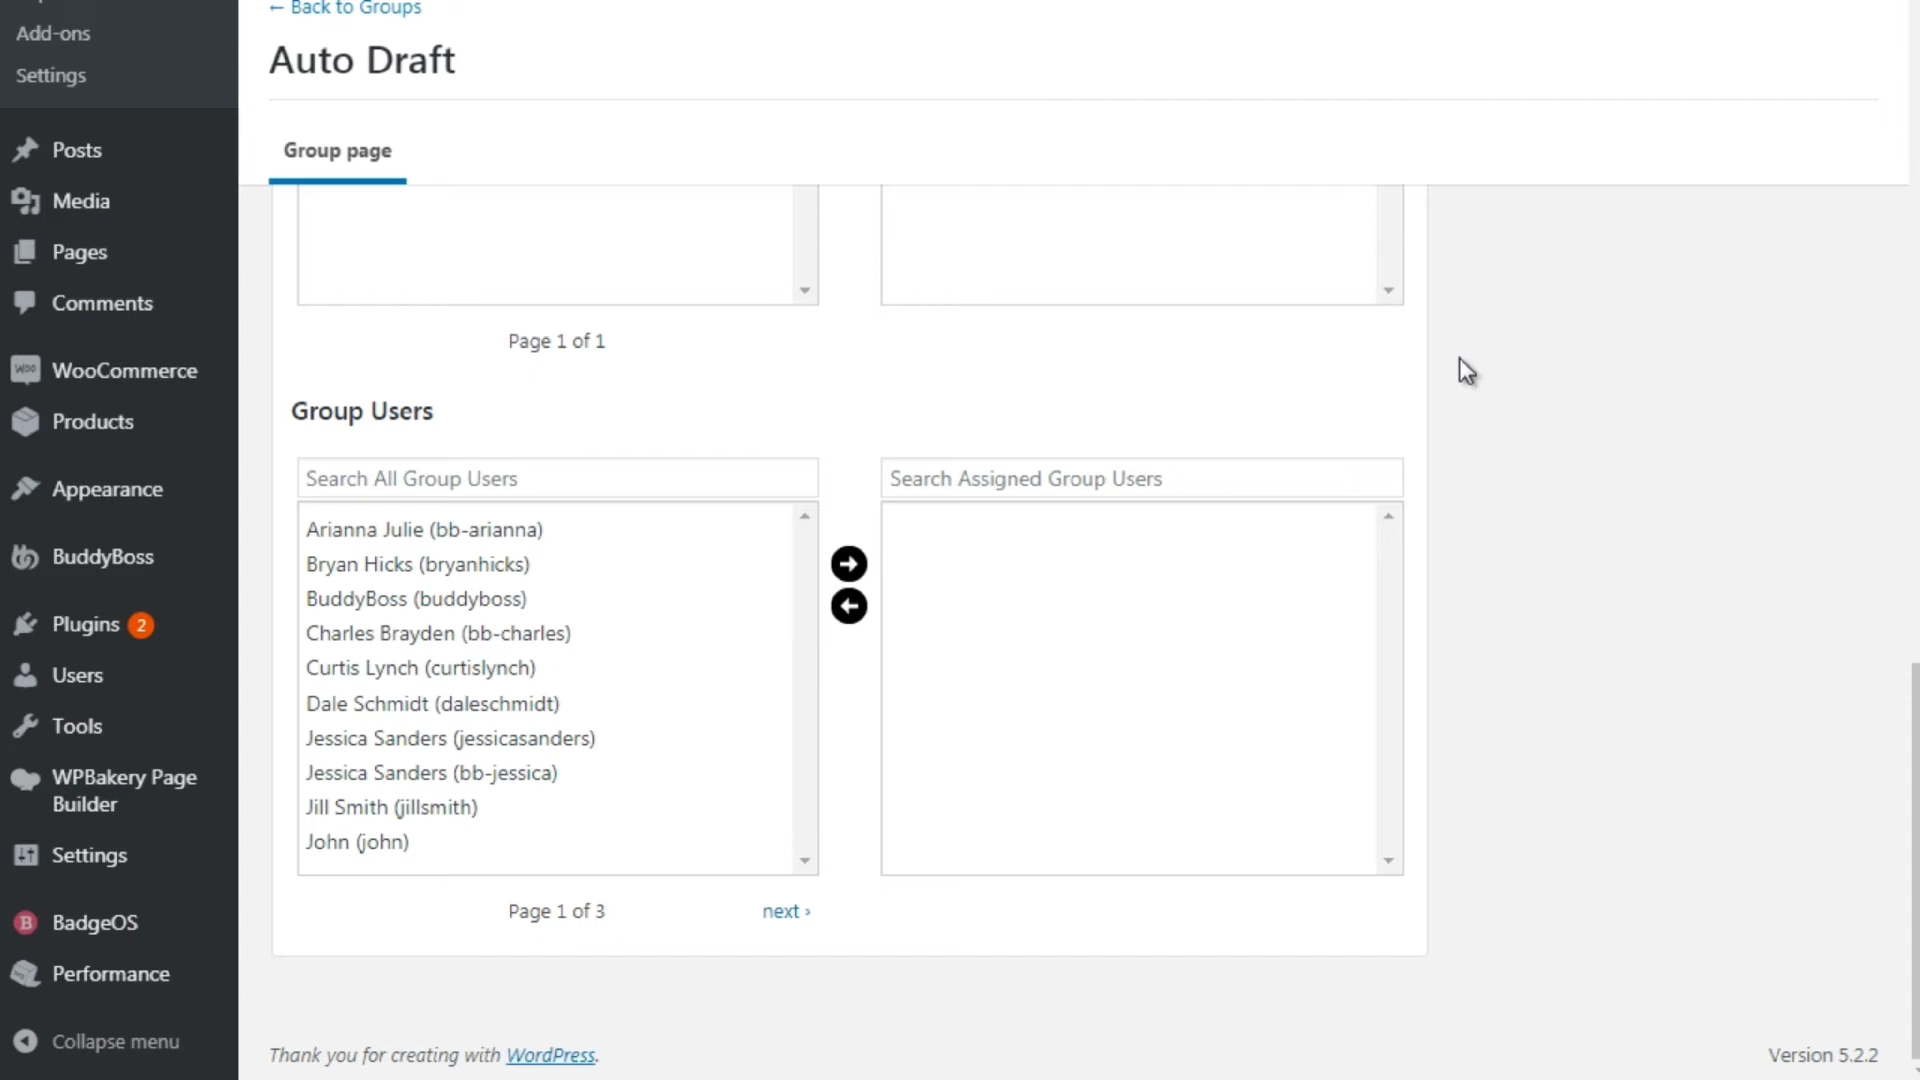 ← Back to Groups
Add-ons
Auto Draft
Settings
Group page
Posts
Media
Pages
Comments
WooCommerce
Products
Appearance
BuddyBoss
Plugins 2
Users
Tools
WPBakery Page
Builder
Settings
BadgeOS
Performance
Collapse menu
Page 1 of 1
Group Users
Search All Group Users
Search Assigned Group Users
Arianna Julie (bb-arianna)
Bryan Hicks (bryanhicks)
BuddyBoss (buddyboss)
Charles Brayden (bb-charles)
Curtis Lynch (curtislynch)
Dale Schmidt (daleschmidt)
Jessica Sanders (jessicasanders)
Jessica Sanders (bb-jessica)
Jill Smith (jillsmith)
John (john)
Page 1 of 3
next ›
Thank you for creating with WordPress.
Version 5.2.2